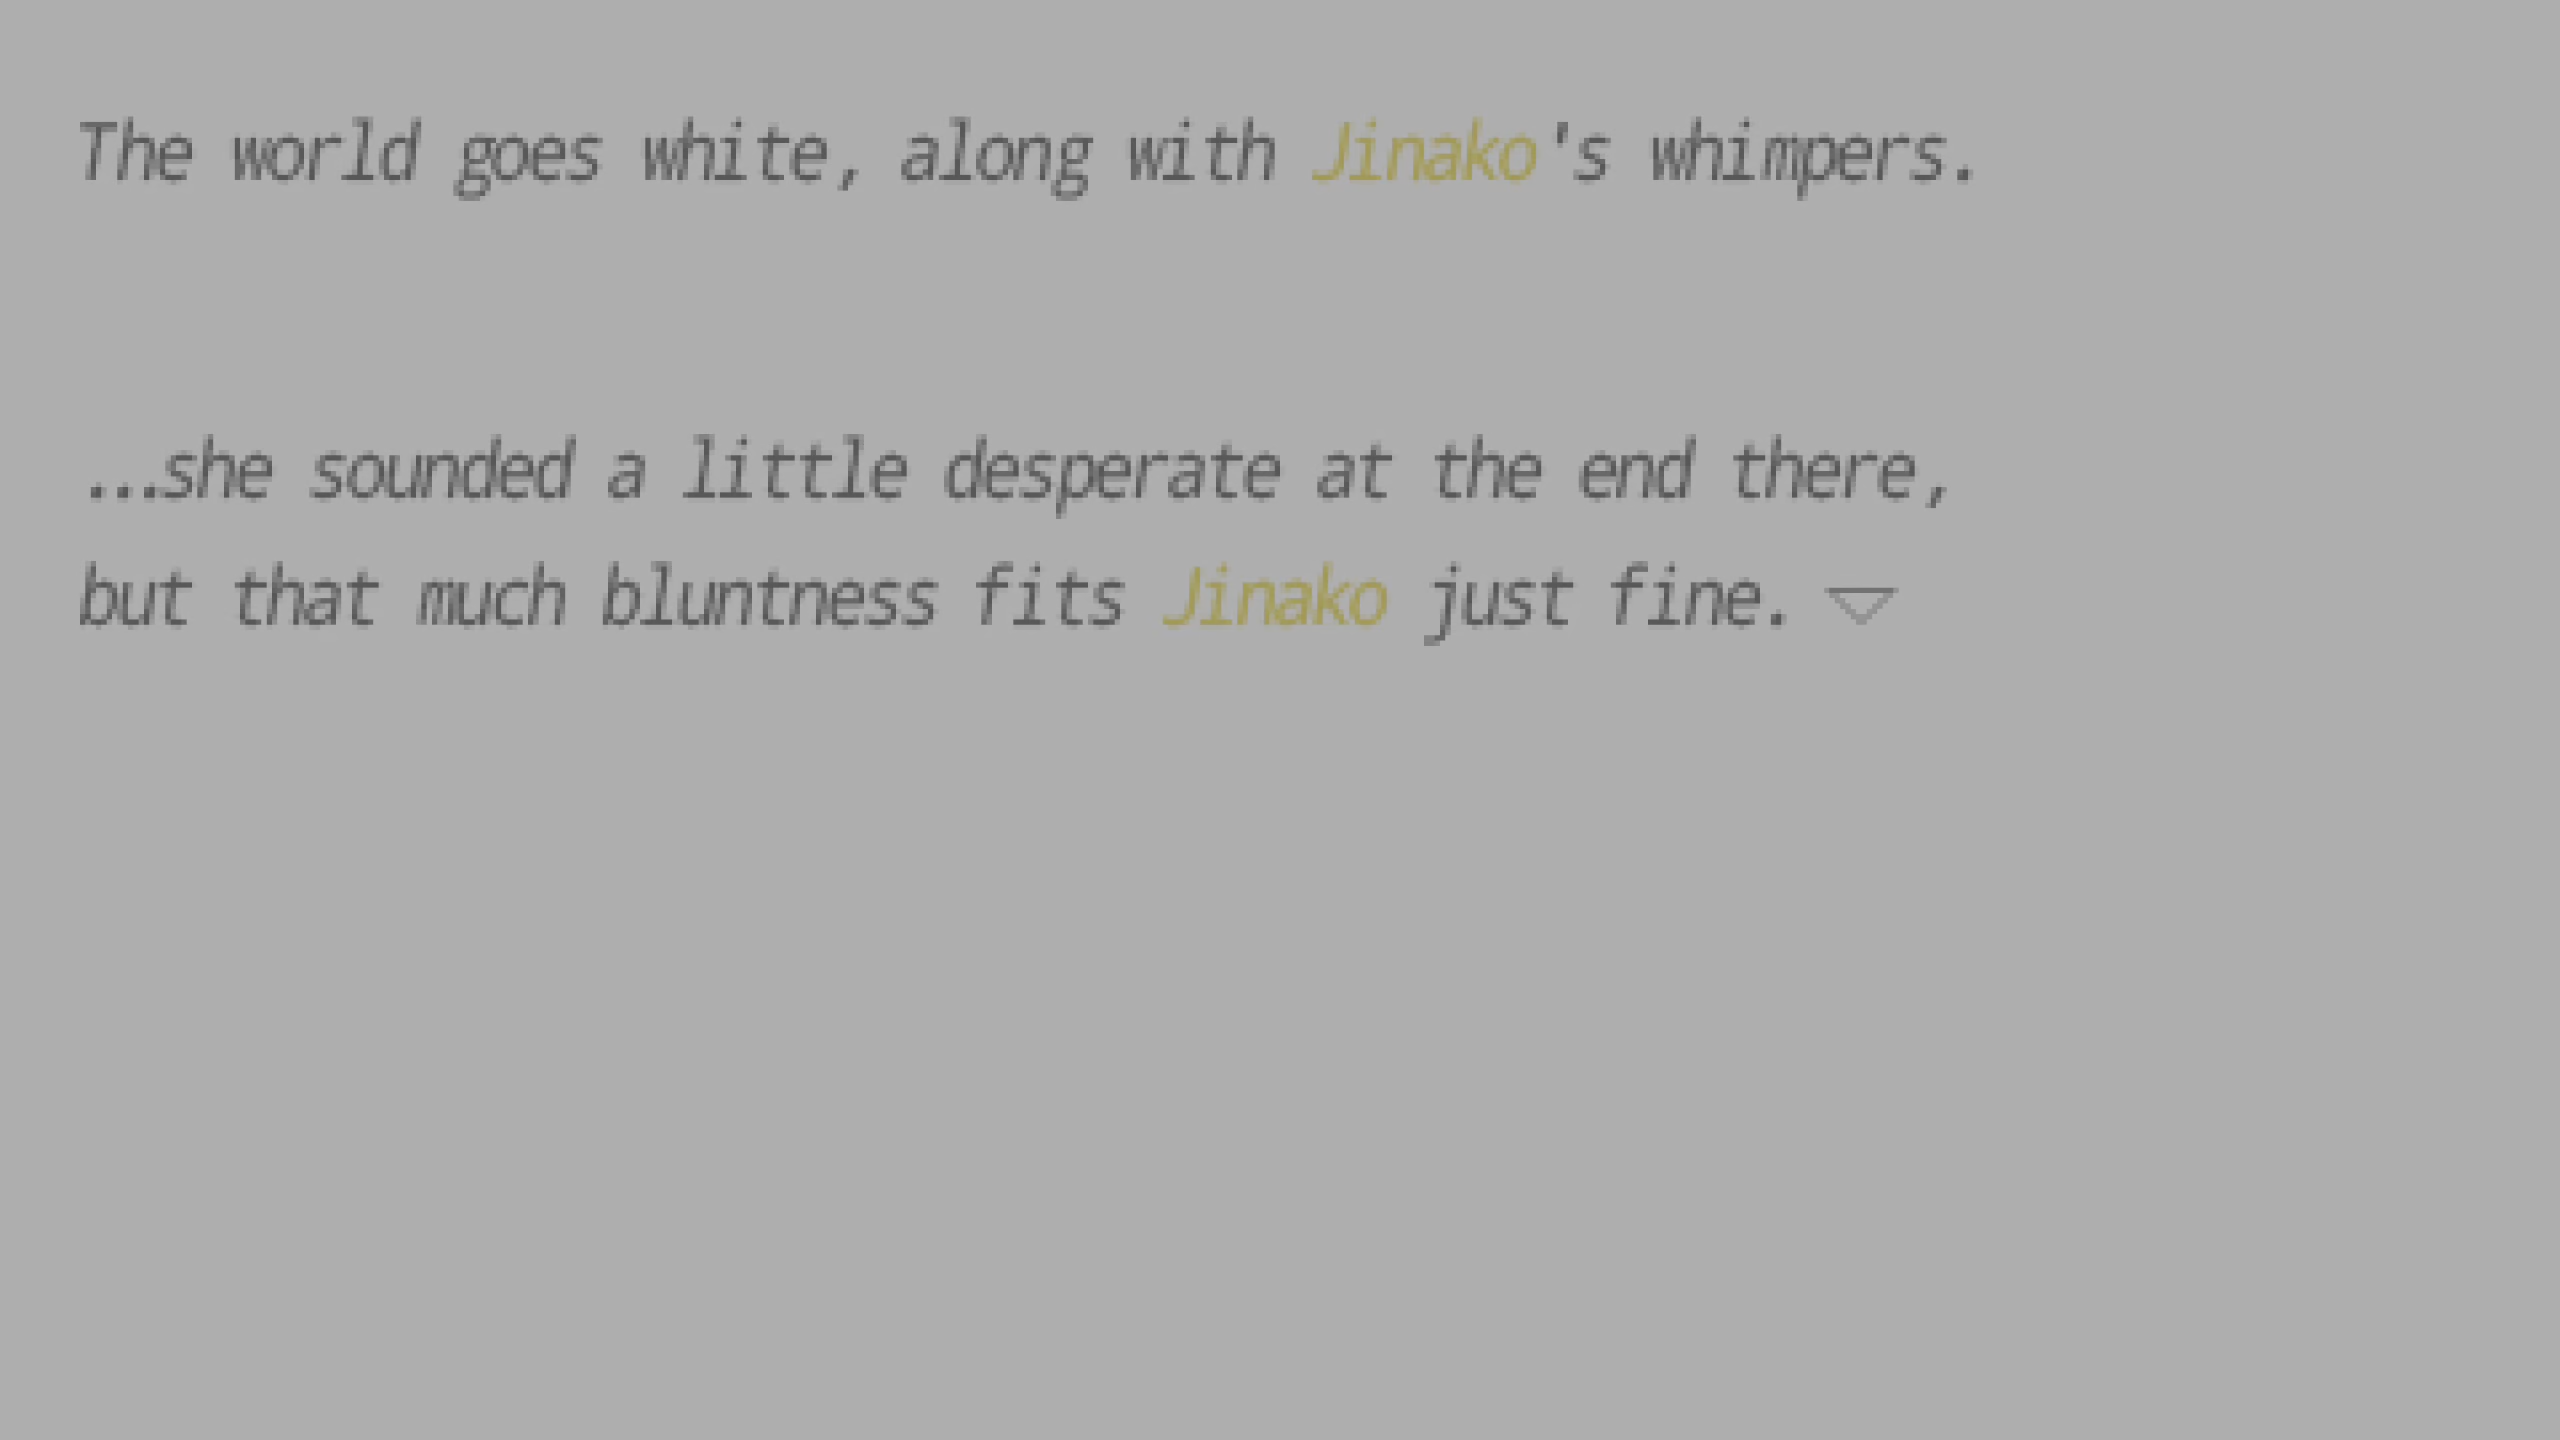 The world goes white, along with Jinako's whimpers.
...she sounded a little desperate at the end there,
but that much bluntness fits Jinako just fine.